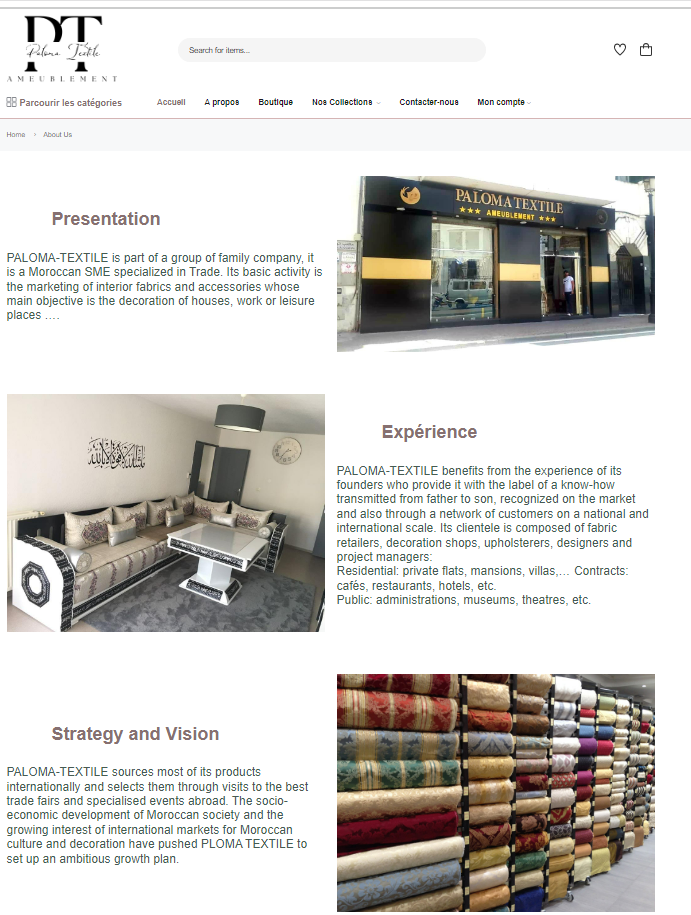 PT
Paloma Textile
AMEUBLEMENT
Search for items...
Parcourir les catégories
Accueil
A propos
Boutique
Nos Collections
Contacter-nous
Mon compte
Home › About Us
Presentation
PALOMA-TEXTILE is part of a group of family company, it
is a Moroccan SME specialized in Trade. Its basic activity is
the marketing of interior fabrics and accessories whose
main objective is the decoration of houses, work or leisure
places ….
PALOMA TEXTILE
★★★ AMEUBLEMENT ★★★
Expérience
PALOMA-TEXTILE benefits from the experience of its
founders who provide it with the label of a know-how
transmitted from father to son, recognized on the market
and also through a network of customers on a national and
international scale. Its clientele is composed of fabric
retailers, decoration shops, upholsterers, designers and
project managers:
Residential: private flats, mansions, villas,… Contracts:
cafés, restaurants, hotels, etc.
Public: administrations, museums, theatres, etc.
Strategy and Vision
PALOMA-TEXTILE sources most of its products
internationally and selects them through visits to the best
trade fairs and specialised events abroad. The socio-
economic development of Moroccan society and the
growing interest of international markets for Moroccan
culture and decoration have pushed PLOMA TEXTILE to
set up an ambitious growth plan.